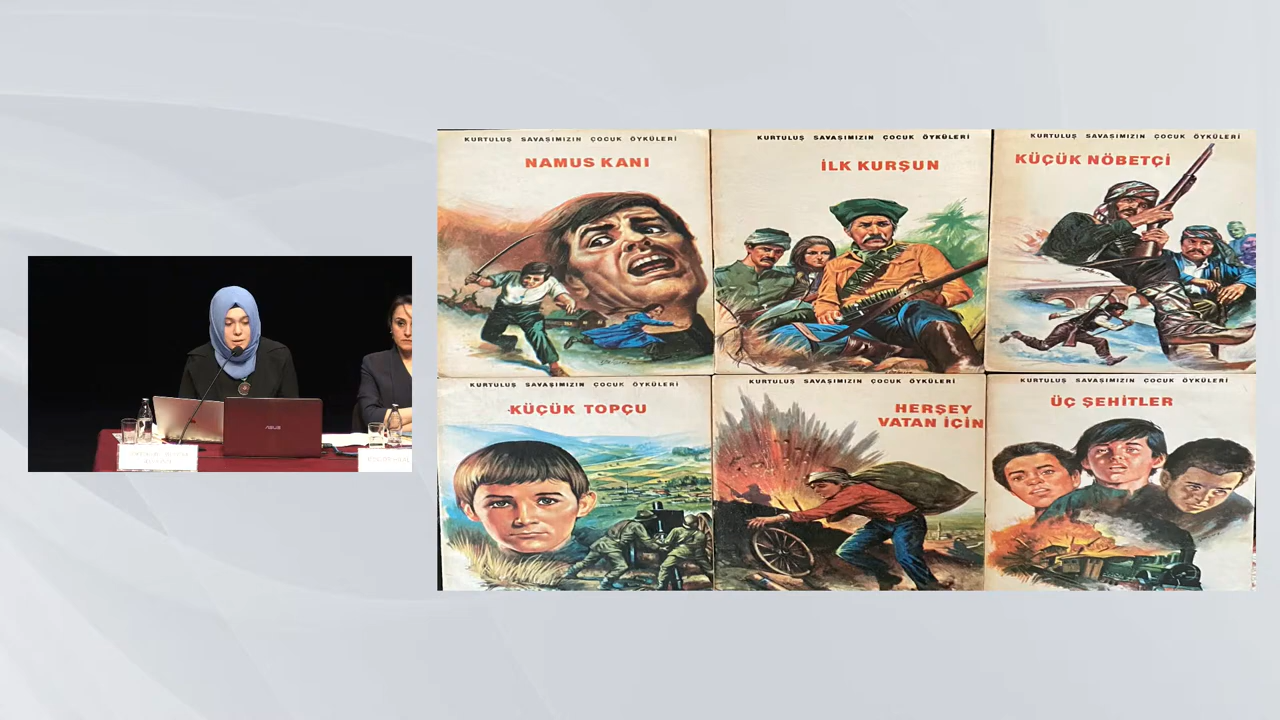 KURTULUŞ SAVAŞIMIZIN ÇOCUK ÖYKÜLERİ
NAMUS KANI
KURTULUŞ SAVAŞIMIZIN ÇOCUK ÖYKÜLERİ
İLK KURŞUN
KURTULUŞ SAVAŞIMIZIN ÇOCUK ÖYKÜLERİ
KÜÇÜK NÖBETÇİ
KURTULUŞ SAVAŞIMIZIN ÇOCUK ÖYKÜLERİ
KÜÇÜK TOPÇU
KURTULUŞ SAVAŞIMIZIN ÇOCUK ÖYKÜLERİ
HERŞEY
VATAN İÇİN
KURTULUŞ SAVAŞIMIZIN ÇOCUK ÖYKÜLERİ
ÜÇ ŞEHİTLER
ASUS